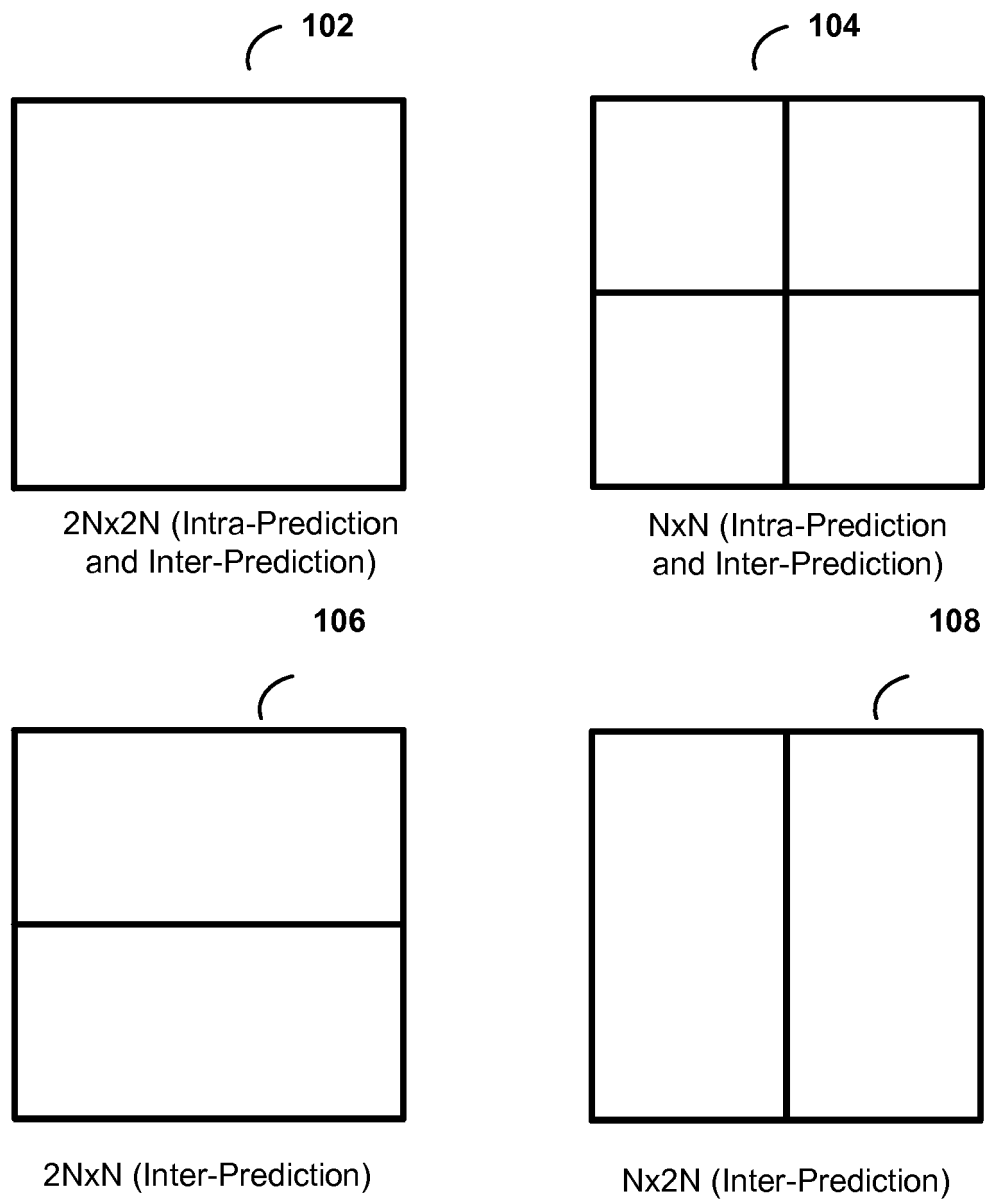 102
104
2Nx2N (Intra-Prediction
and Inter-Prediction)
NxN (Intra-Prediction
and Inter-Prediction)
106
108
2NxN (Inter-Prediction)
Nx2N (Inter-Prediction)